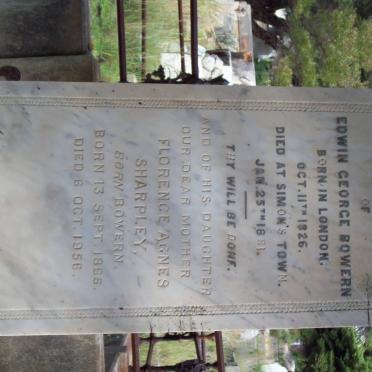 OF
EDWIN GEORGE BOWERN
BORN IN LONDON.
OCT. 11TH 1826.
DIED AT SIMON'S TOWN.
JAN. 25TH 1881.
THY WILL BE DONE.
AND OF HIS DAUGHTER
OUR DEAR MOTHER
FLORENCE AGNES
SHARPLEY.
BORN BOWERN.
BORN 13 SEPT. 1866.
DIED 6 OCT. 1956.